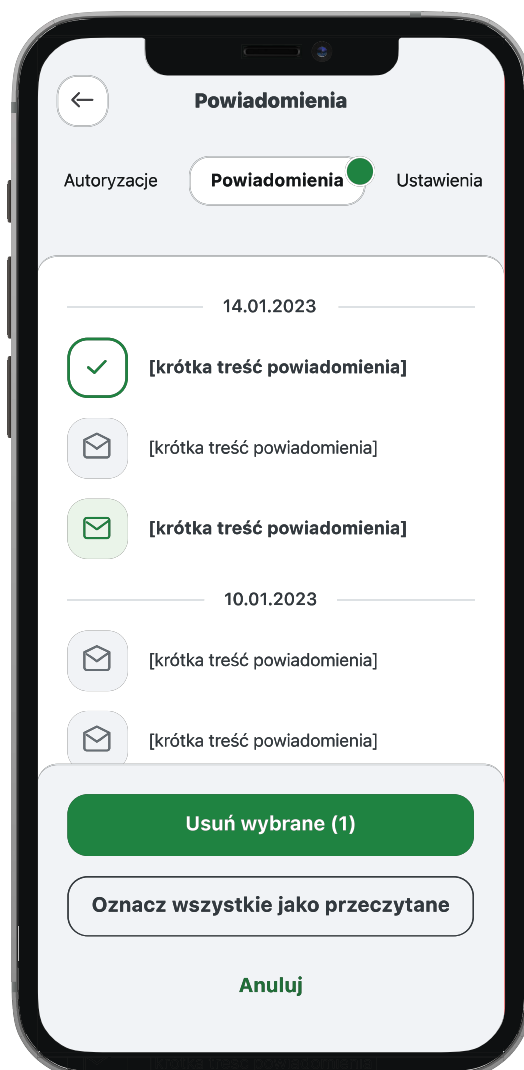 Powiadomienia
Autoryzacje Powiadomienia Ustawienia
14.01.2023
[krótka treść powiadomienia]
[krótka treść powiadomienia]
[krótka treść powiadomienia]
10.01.2023
[krótka treść powiadomienia]
[krótka treść powiadomienia]
Usuń wybrane (1)
Oznacz wszystkie jako przeczytane
Anuluj